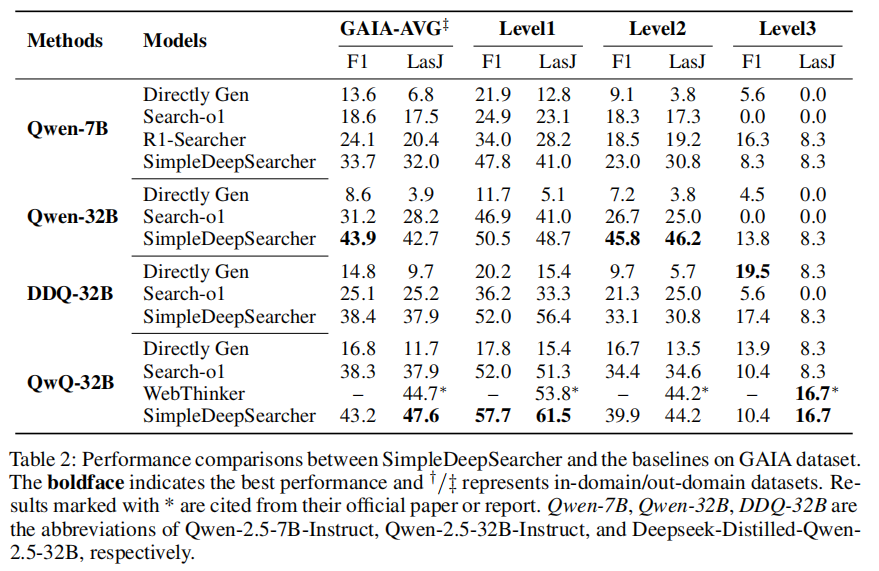 Methods Models GAIA-AVG‡ Level1 Level2 Level3
F1 LasJ F1 LasJ F1 LasJ F1 LasJ
Qwen-7B
Directly Gen 13.6 6.8 21.9 12.8 9.1 3.8 5.6 0.0
Search-o1 18.6 17.5 24.9 23.1 18.3 17.3 0.0 0.0
R1-Searcher 24.1 20.4 34.0 28.2 18.5 19.2 16.3 8.3
SimpleDeepSearcher 33.7 32.0 47.8 41.0 23.0 30.8 8.3 8.3
Qwen-32B
Directly Gen 8.6 3.9 11.7 5.1 7.2 3.8 4.5 0.0
Search-o1 31.2 28.2 46.9 41.0 26.7 25.0 0.0 0.0
SimpleDeepSearcher 43.9 42.7 50.5 48.7 45.8 46.2 13.8 8.3
DDQ-32B
Directly Gen 14.8 9.7 20.2 15.4 9.7 5.7 19.5 8.3
Search-o1 25.1 25.2 36.2 33.3 21.3 25.0 5.6 0.0
SimpleDeepSearcher 38.4 37.9 52.0 56.4 33.1 30.8 17.4 8.3
QwQ-32B
Directly Gen 16.8 11.7 17.8 15.4 16.7 13.5 13.9 8.3
Search-o1 38.3 37.9 52.0 51.3 34.4 34.6 10.4 8.3
WebThinker – 44.7* – 53.8* – 44.2* – 16.7*
SimpleDeepSearcher 43.2 47.6 57.7 61.5 39.9 44.2 10.4 16.7
Table 2: Performance comparisons between SimpleDeepSearcher and the baselines on GAIA dataset.
The boldface indicates the best performance and †/‡ represents in-domain/out-domain datasets. Re-
sults marked with * are cited from their official paper or report. Qwen-7B, Qwen-32B, DDQ-32B are
the abbreviations of Qwen-2.5-7B-Instruct, Qwen-2.5-32B-Instruct, and Deepseek-Distilled-Qwen-
2.5-32B, respectively.